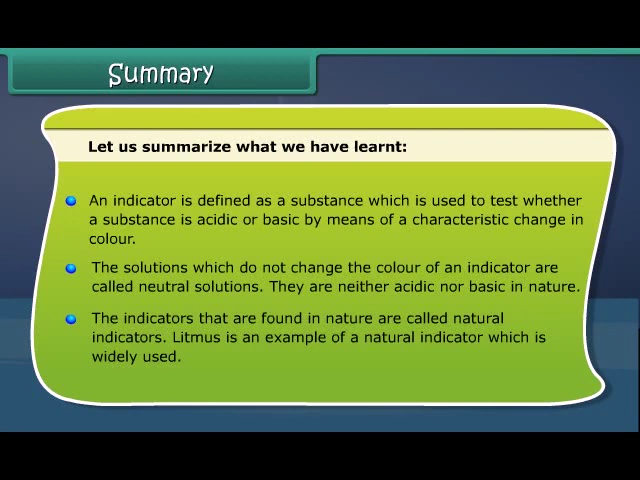 Summary
Let us summarize what we have learnt:
An indicator is defined as a substance which is used to test whether
a substance is acidic or basic by means of a characteristic change in
colour.
The solutions which do not change the colour of an indicator are
called neutral solutions. They are neither acidic nor basic in nature.
The indicators that are found in nature are called natural
indicators. Litmus is an example of a natural indicator which is
widely used.